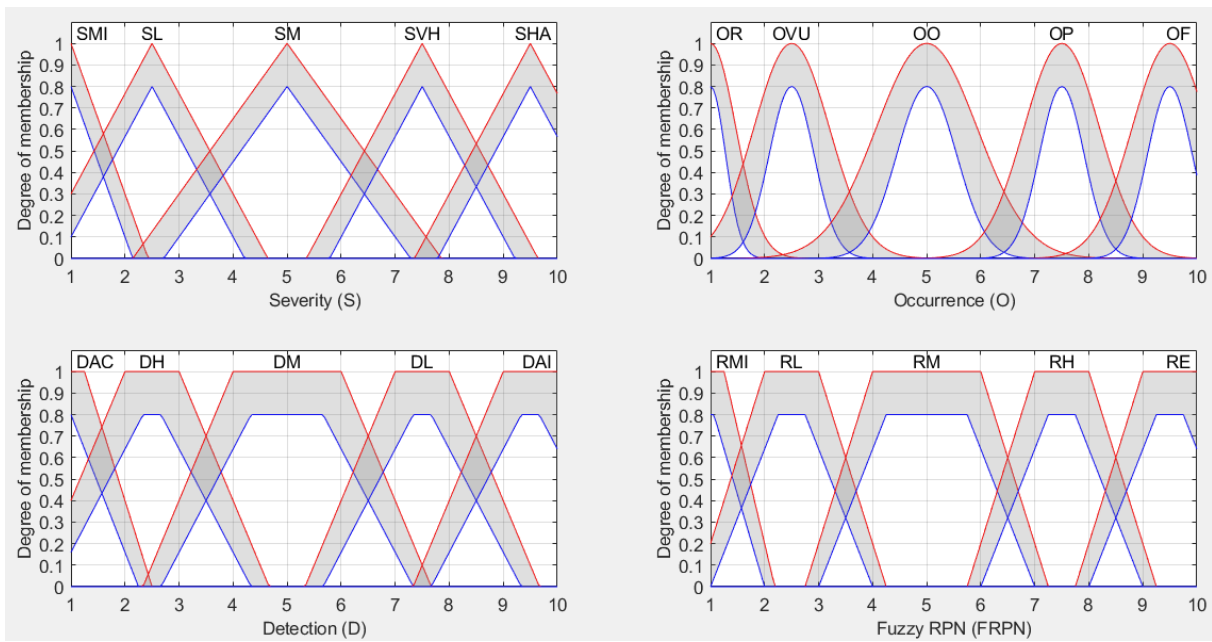 SMI SL SM SVH SHA
Degree of membership
1
0.9
0.8
0.7
0.6
0.5
0.4
0.3
0.2
0.1
0
1 2 3 4 5 6 7 8 9 10
Severity (S)
OR OVU OO OP OF
Degree of membership
1
0.9
0.8
0.7
0.6
0.5
0.4
0.3
0.2
0.1
0
1 2 3 4 5 6 7 8 9 10
Occurrence (O)
DAC DH DM DL DAI
Degree of membership
1
0.9
0.8
0.7
0.6
0.5
0.4
0.3
0.2
0.1
0
1 2 3 4 5 6 7 8 9 10
Detection (D)
RMI RL RM RH RE
Degree of membership
1
0.9
0.8
0.7
0.6
0.5
0.4
0.3
0.2
0.1
0
1 2 3 4 5 6 7 8 9 10
Fuzzy RPN (FRPN)